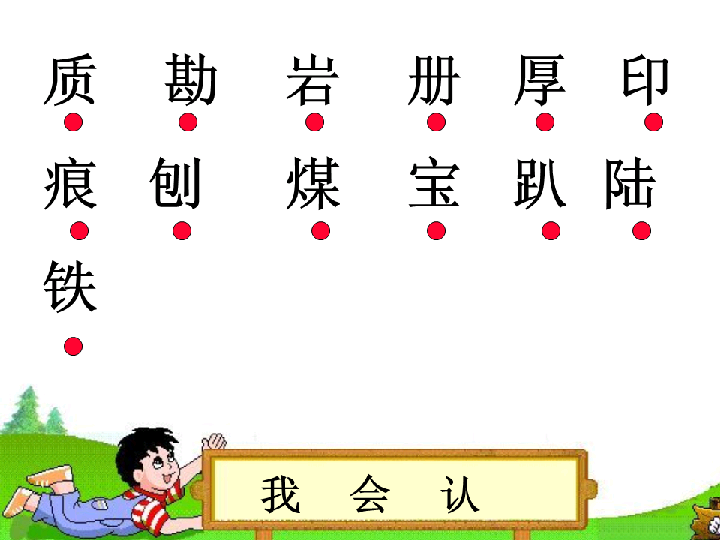 质 勘 岩 册 厚 印
痕 刨 煤 宝 趴 陆
铁
我 会 认